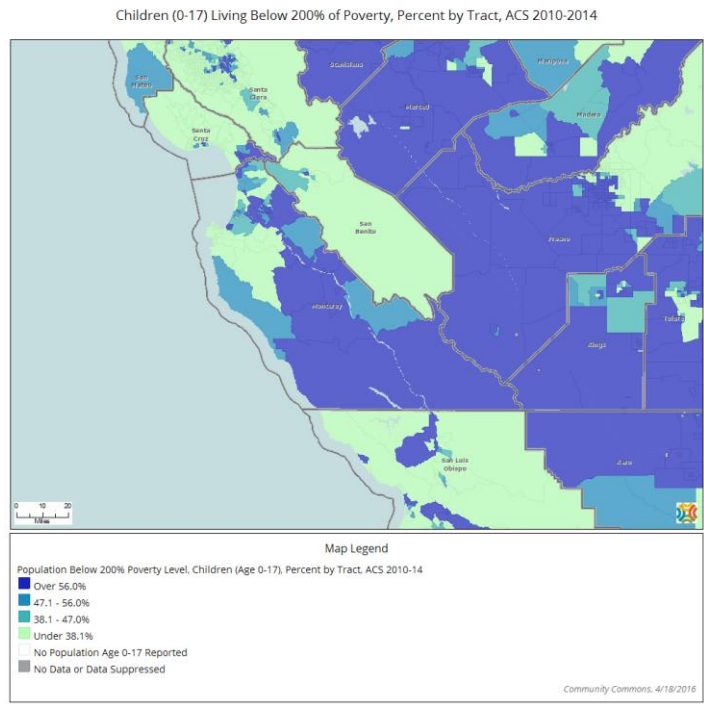 Children (0-17) Living Below 200% of Poverty, Percent by Tract, ACS 2010-2014
Stanislaus
Mariposa
San
Mateo
Santa
Clara
Merced
Madera
Santa
Cruz
San
Benito
Fresno
Monterey
Tulare
Kings
San Luis
Obispo
Kern
0 10 20
Miles
Map Legend
Population Below 200% Poverty Level, Children (Age 0-17), Percent by Tract, ACS 2010-14
Over 56.0%
47.1 - 56.0%
38.1 - 47.0%
Under 38.1%
No Population Age 0-17 Reported
No Data or Data Suppressed
Community Commons, 4/18/2016